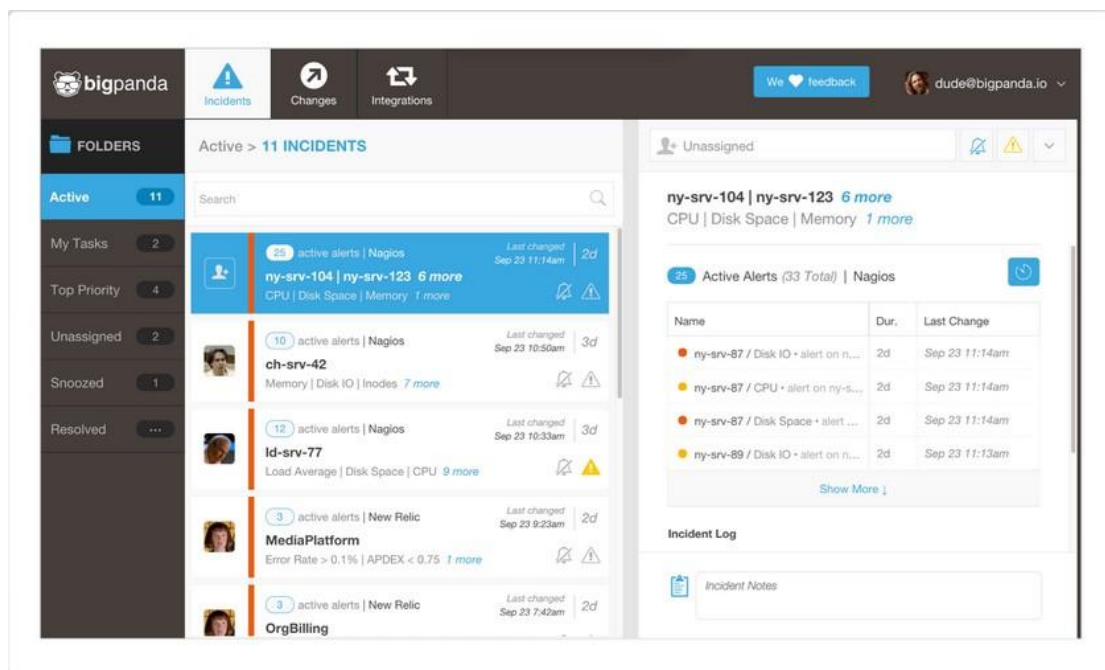 bigpanda
Incidents
Changes
Integrations
We feedback
dude@bigpanda.io
FOLDERS
Active 11
My Tasks 2
Top Priority 4
Unassigned 2
Snoozed 1
Resolved ...
Active > 11 INCIDENTS
Search
25 active alerts | Nagios
Last changed
Sep 23 11:14am
2d
ny-srv-104 | ny-srv-123 6 more
CPU | Disk Space | Memory 1 more
10 active alerts | Nagios
Last changed
Sep 23 10:50am
3d
ch-srv-42
Memory | Disk IO | Inodes 7 more
12 active alerts | Nagios
Last changed
Sep 23 10:33am
3d
ld-srv-77
Load Average | Disk Space | CPU 9 more
3 active alerts | New Relic
Last changed
Sep 23 9:23am
2d
MediaPlatform
Error Rate > 0.1% | APDEX < 0.75 1 more
3 active alerts | New Relic
Last changed
Sep 23 7:42am
2d
OrgBilling
Unassigned
ny-srv-104 | ny-srv-123 6 more
CPU | Disk Space | Memory 1 more
25 Active Alerts (33 Total) | Nagios
Name Dur. Last Change
ny-srv-87 / Disk IO • alert on n... 2d Sep 23 11:14am
ny-srv-87 / CPU • alert on ny-s... 2d Sep 23 11:14am
ny-srv-87 / Disk Space • alert ... 2d Sep 23 11:14am
ny-srv-89 / Disk IO • alert on n... 2d Sep 23 11:13am
Show More ↓
Incident Log
Incident Notes